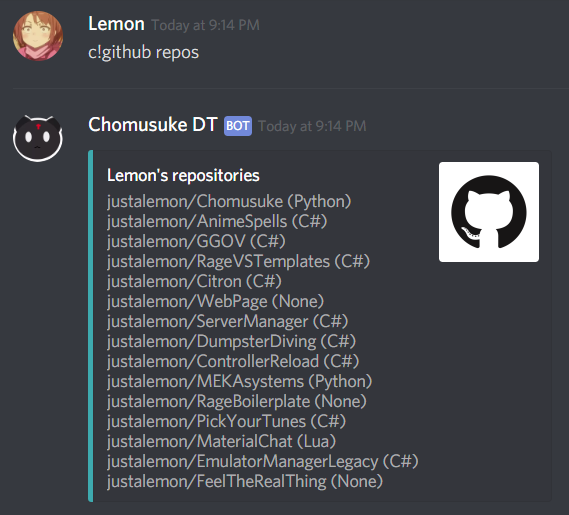 Lemon Today at 9:14 PM
c!github repos
Chomusuke DT BOT Today at 9:14 PM
Lemon's repositories
justalemon/Chomusuke (Python)
justalemon/AnimeSpells (C#)
justalemon/GGOV (C#)
justalemon/RageVSTemplates (C#)
justalemon/Citron (C#)
justalemon/WebPage (None)
justalemon/ServerManager (C#)
justalemon/DumpsterDiving (C#)
justalemon/ControllerReload (C#)
justalemon/MEKAsystems (Python)
justalemon/RageBoilerplate (None)
justalemon/PickYourTunes (C#)
justalemon/MaterialChat (Lua)
justalemon/EmulatorManagerLegacy (C#)
justalemon/FeelTheRealThing (None)